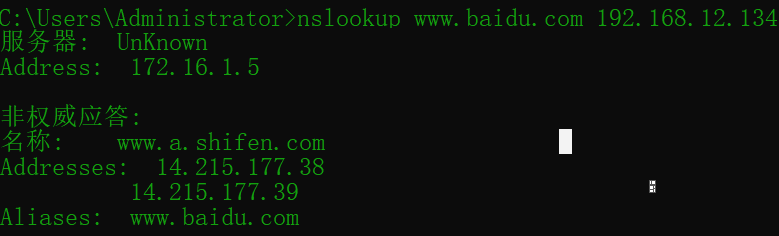 C:\Users\Administrator>nslookup www.baidu.com 192.168.12.134
服务器:  UnKnown
Address:  172.16.1.5
非权威应答:
名称:    www.a.shifen.com
Addresses:  14.215.177.38
14.215.177.39
Aliases:  www.baidu.com